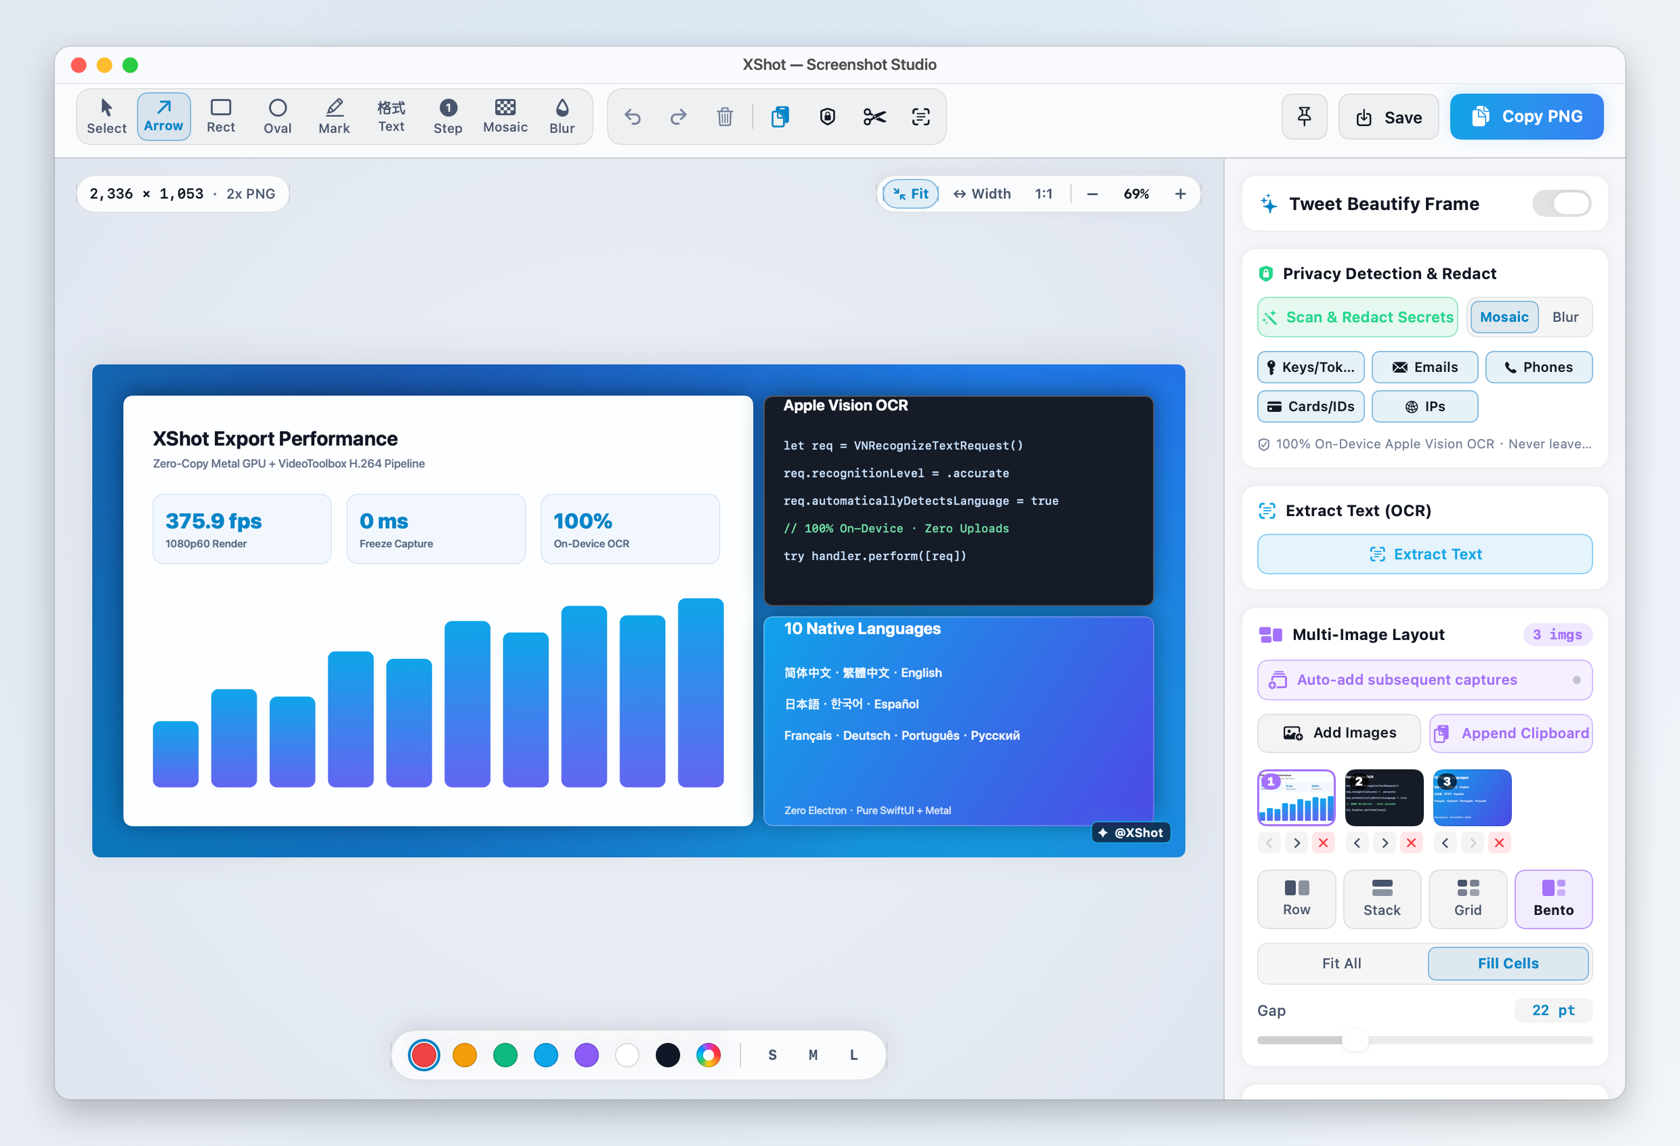 XShot — Screenshot Studio
Select
Arrow
Rect
Oval
Mark
格式
Text
1
Step
Mosaic
Blur
Save
Copy PNG
2,336 × 1,053 · 2x PNG
Fit
Width
1:1
69%
XShot Export Performance
Zero-Copy Metal GPU + VideoToolbox H.264 Pipeline
375.9 fps
1080p60 Render
0 ms
Freeze Capture
100%
On-Device OCR
Apple Vision OCR
let req = VNRecognizeTextRequest()
req.recognitionLevel = .accurate
req.automaticallyDetectsLanguage = true
// 100% On-Device · Zero Uploads
try handler.perform([req])
10 Native Languages
简体中文 · 繁體中文 · English
日本語 · 한국어 · Español
Français · Deutsch · Português · Русский
Zero Electron · Pure SwiftUI + Metal
@XShot
S M L
Tweet Beautify Frame
Privacy Detection & Redact
Scan & Redact Secrets
Mosaic
Blur
Keys/Tok...
Emails
Phones
Cards/IDs
IPs
100% On-Device Apple Vision OCR · Never leave...
Extract Text (OCR)
Extract Text
Multi-Image Layout
3 imgs
Auto-add subsequent captures
Add Images
Append Clipboard
1
2
3
Row
Stack
Grid
Bento
Fit All
Fill Cells
Gap
22 pt